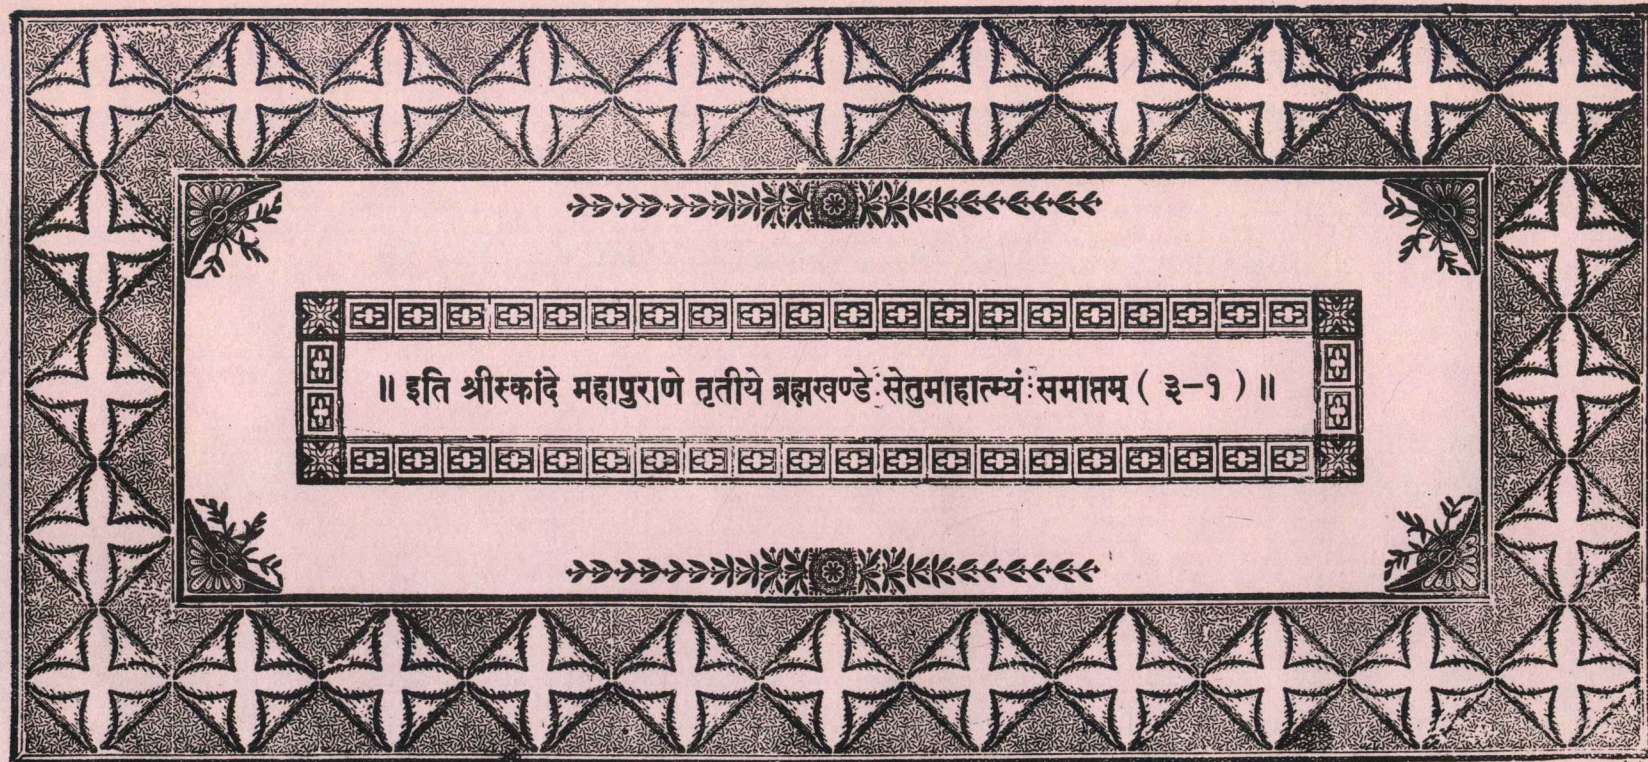 ॥ इति श्रीस्कांदे महापुराणे तृतीये ब्रह्मखण्डे सेतुमाहात्म्यं समाप्तम् ( ३-१ ) ॥